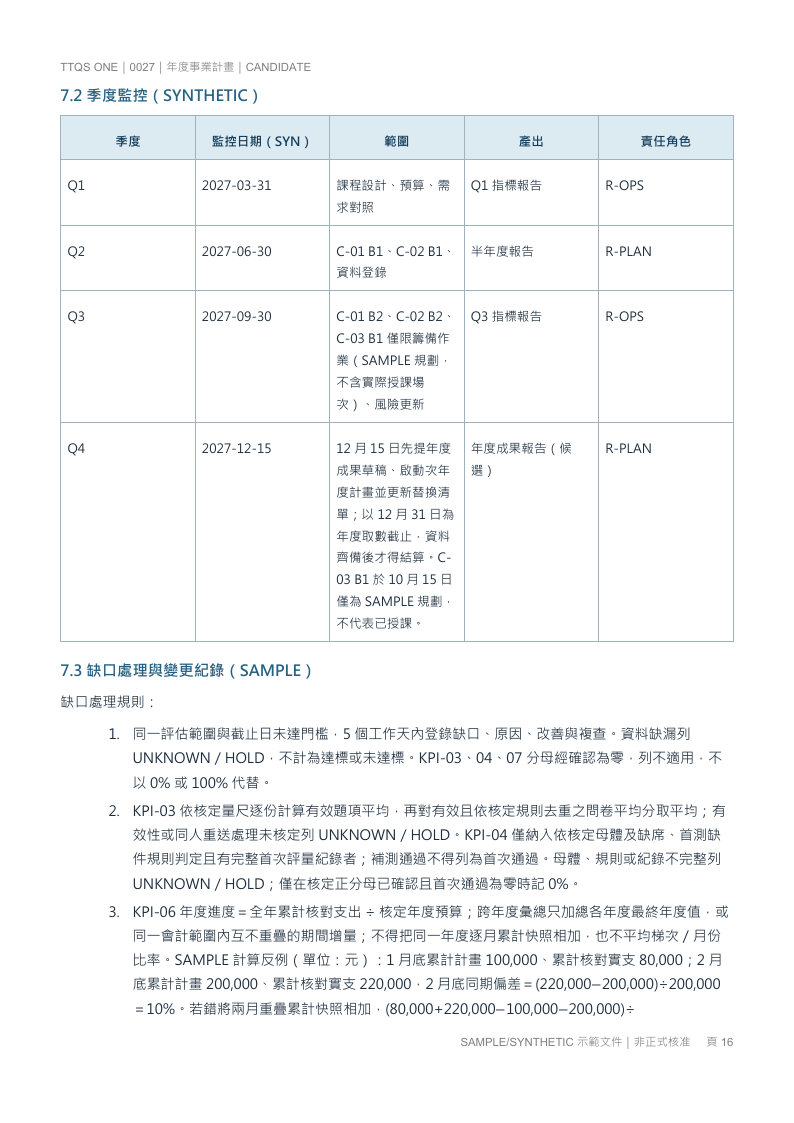 TTQS ONE｜0027｜年度事業計畫｜CANDIDATE
7.2 季度監控（SYNTHETIC）
季度 監控日期（SYN） 範圍 產出 責任角色
Q1 2027-03-31 課程設計、預算、需 Q1 指標報告 R-OPS
求對照
Q2 2027-06-30 C-01 B1、C-02 B1、 半年度報告 R-PLAN
資料登錄
Q3 2027-09-30 C-01 B2、C-02 B2、 Q3 指標報告 R-OPS
C-03 B1 僅限籌備作
業（SAMPLE 規劃，
不含實際授課場
次）、風險更新
Q4 2027-12-15 12 月 15 日先提年度 年度成果報告（候 R-PLAN
成果草稿、啟動次年 選）
度計畫並更新替換清
單；以 12 月 31 日為
年度取數截止，資料
齊備後才得結算。C-
03 B1 於 10 月 15 日
僅為 SAMPLE 規劃，
不代表已授課。
7.3 缺口處理與變更紀錄（SAMPLE）
缺口處理規則：
1. 同一評估範圍與截止日未達門檻，5 個工作天內登錄缺口、原因、改善與複查。資料缺漏列
UNKNOWN / HOLD，不計為達標或未達標。KPI-03、04、07 分母經確認為零，列不適用，不
以 0% 或 100% 代替。
2. KPI-03 依核定量尺逐份計算有效題項平均，再對有效且依核定規則去重之問卷平均分取平均；有
效性或同人重送處理未核定列 UNKNOWN / HOLD。KPI-04 僅納入依核定母體及缺席、首測缺
件規則判定且有完整首次評量紀錄者；補測通過不得列為首次通過。母體、規則或紀錄不完整列
UNKNOWN / HOLD；僅在核定正分母已確認且首次通過為零時記 0%。
3. KPI-06 年度進度＝全年累計核對支出 ÷ 核定年度預算；跨年度彙總只加總各年度最終年度值，或
同一會計範圍內互不重疊的期間增量；不得把同一年度逐月累計快照相加，也不平均梯次 / 月份
比率。SAMPLE 計算反例（單位：元）：1 月底累計計畫 100,000、累計核對實支 80,000；2 月
底累計計畫 200,000、累計核對實支 220,000，2 月底同期偏差＝(220,000−200,000)÷200,000
＝10%。若錯將兩月重疊累計快照相加，(80,000+220,000−100,000−200,000)÷
SAMPLE/SYNTHETIC 示範文件｜非正式核准 頁 16